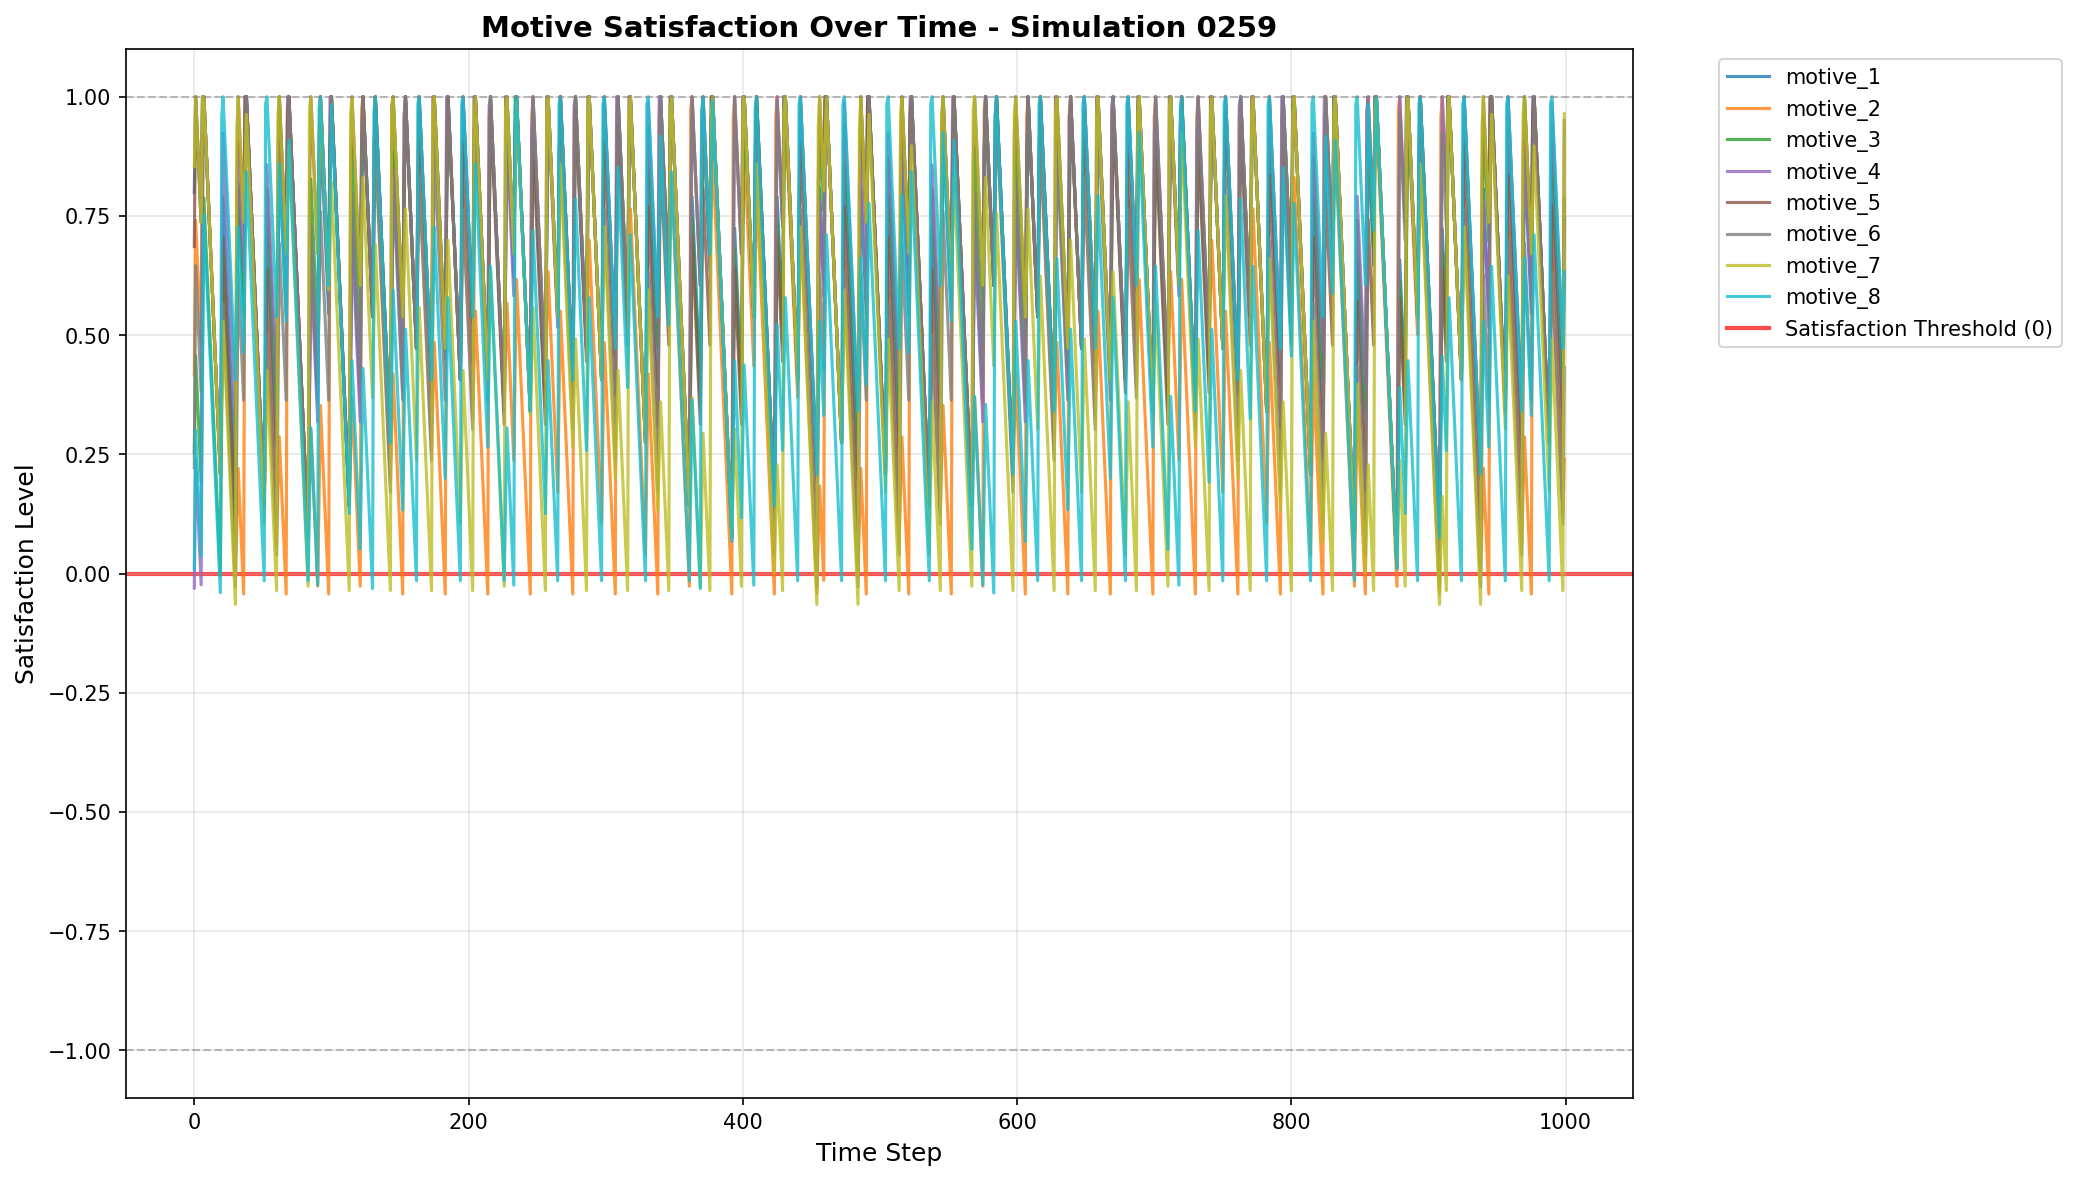 Motive Satisfaction Over Time - Simulation 0259
1.00
0.75
0.50
0.25
0.00
−0.25
−0.50
−0.75
−1.00
Satisfaction Level
0
200
400
600
800
1000
Time Step
motive_1
motive_2
motive_3
motive_4
motive_5
motive_6
motive_7
motive_8
Satisfaction Threshold (0)